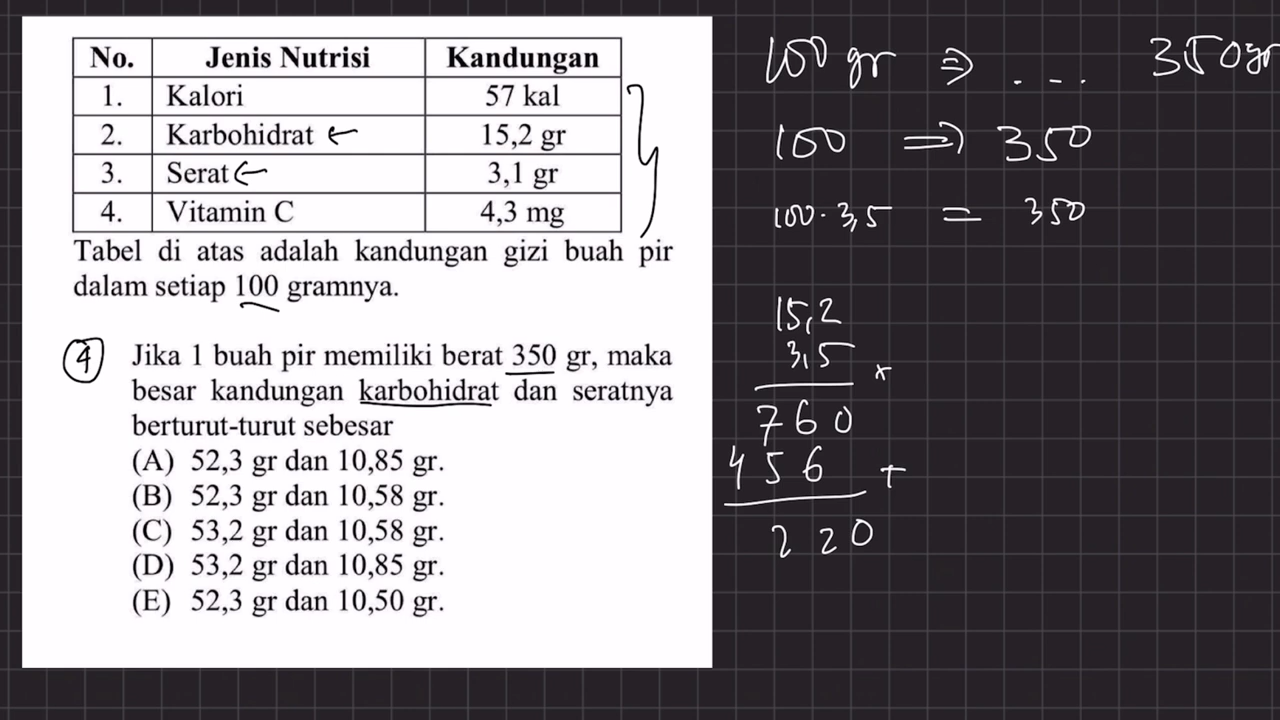 No. Jenis Nutrisi Kandungan
1. Kalori 57 kal
2. Karbohidrat ← 15,2 gr
3. Serat ← 3,1 gr
4. Vitamin C 4,3 mg
Tabel di atas adalah kandungan gizi buah pir
dalam setiap 100 gramnya.
4 Jika 1 buah pir memiliki berat 350 gr, maka
besar kandungan karbohidrat dan seratnya
berturut-turut sebesar
(A) 52,3 gr dan 10,85 gr.
(B) 52,3 gr dan 10,58 gr.
(C) 53,2 gr dan 10,58 gr.
(D) 53,2 gr dan 10,85 gr.
(E) 52,3 gr dan 10,50 gr.
100 gr ⇒ ... 350gr
100 ⇒ 350
100 · 3,5 = 350
15,2
3,5 ×
760
456 +
220